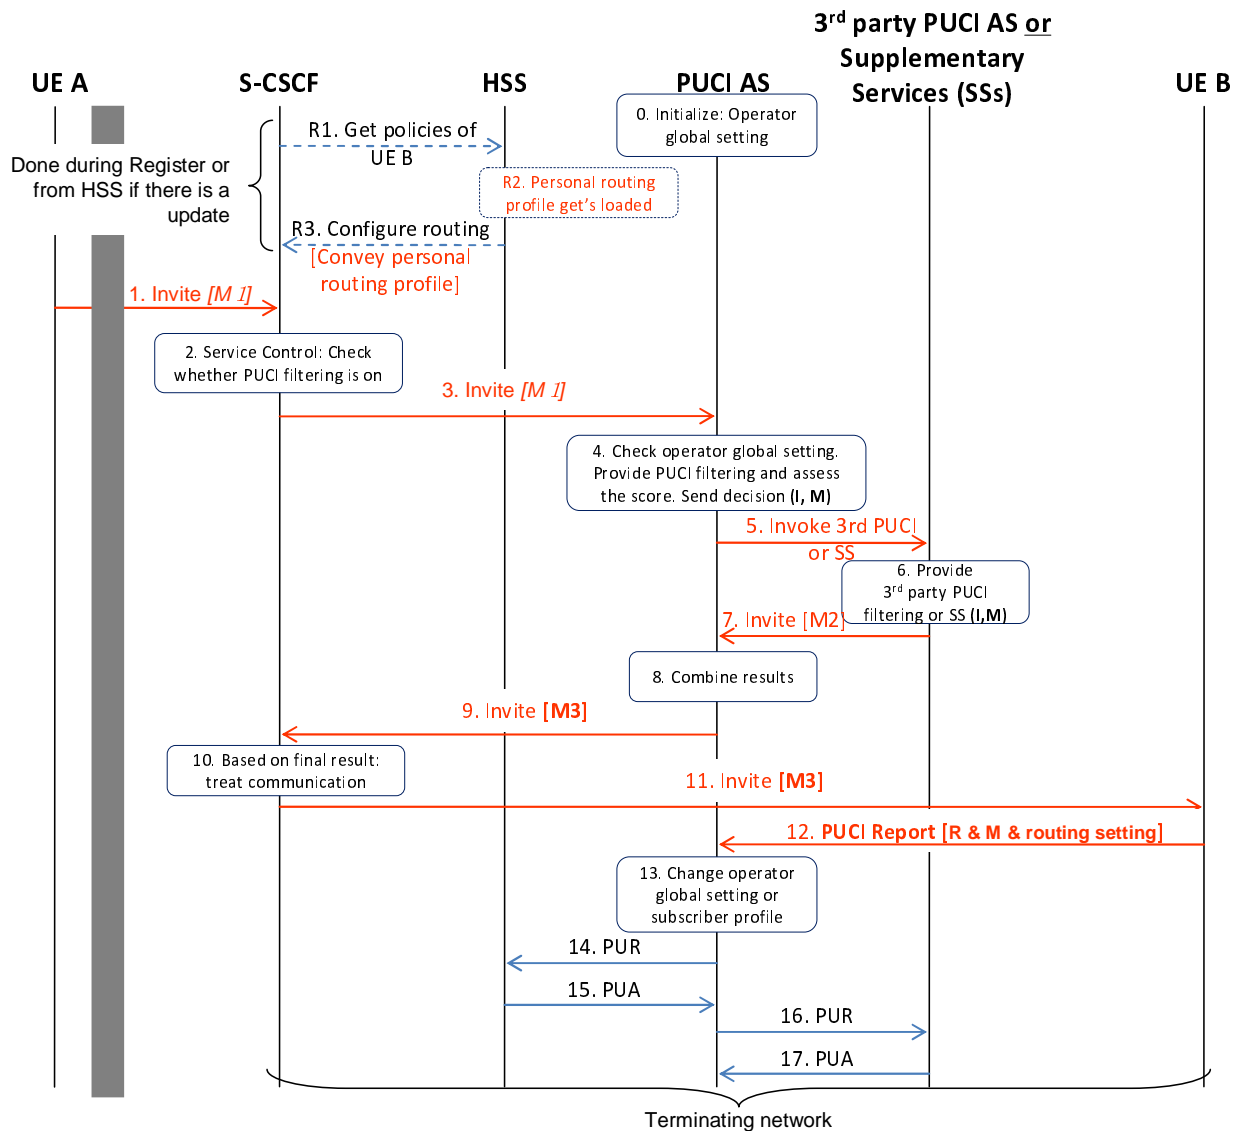 3rd party PUCI AS or
Supplementary
Services (SSs)
UE A
S-CSCF
HSS
PUCI AS
UE B
0. Initialize: Operator
global setting
R1. Get policies of
UE B
Done during Register or
from HSS if there is a
update
R2. Personal routing
profile get's loaded
R3. Configure routing
[Convey personal
routing profile]
1. Invite [M 1]
2. Service Control: Check
whether PUCI filtering is on
3. Invite [M 1]
4. Check operator global setting.
Provide PUCI filtering and assess
the score. Send decision (I, M)
5. Invoke 3rd PUCI
or SS
6. Provide
3rd party PUCI
filtering or SS (I,M)
7. Invite [M2]
8. Combine results
9. Invite [M3]
10. Based on final result:
treat communication
11. Invite [M3]
12. PUCI Report [R & M & routing setting]
13. Change operator
global setting or
subscriber profile
14. PUR
15. PUA
16. PUR
17. PUA
Terminating network